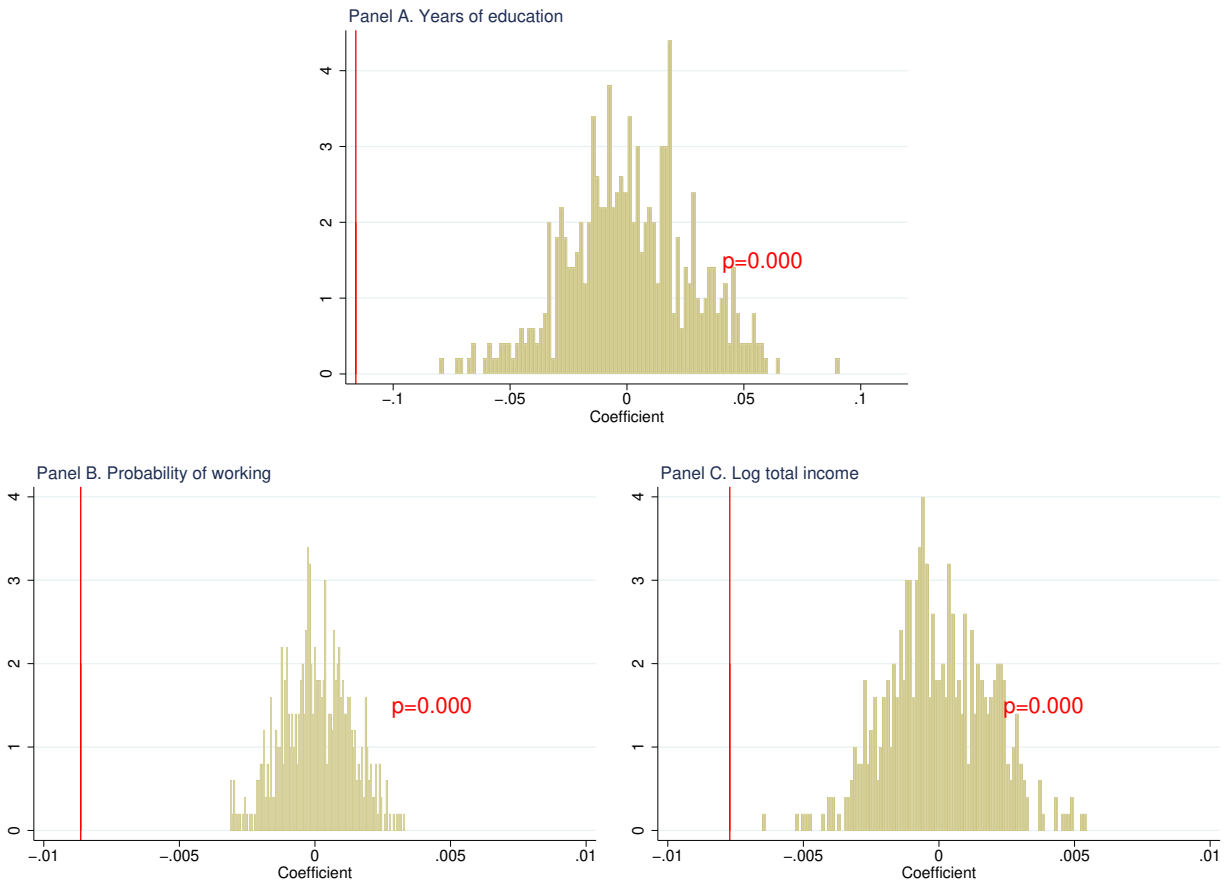 Panel A. Years of education
4
3
2
1
0
p=0.000
−.1 −.05 0 .05 .1
Coefficient
Panel B. Probability of working
4
3
2
1
0
p=0.000
−.01 −.005 0 .005 .01
Coefficient
Panel C. Log total income
4
3
2
1
0
p=0.000
−.01 −.005 0 .005 .01
Coefficient